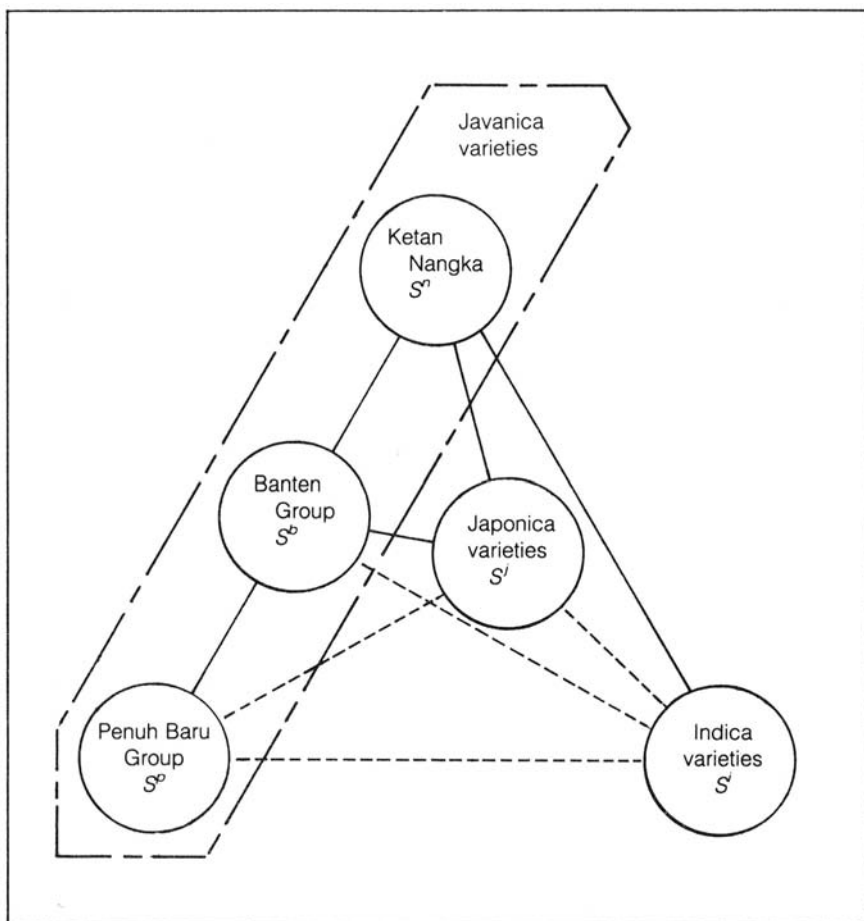 Javanica
varieties
Ketan
Nangka
Sⁿ
Banten
Group
Sᵇ
Japonica
varieties
Sʲ
Penuh Baru
Group
Sᵖ
Indica
varieties
Sⁱ